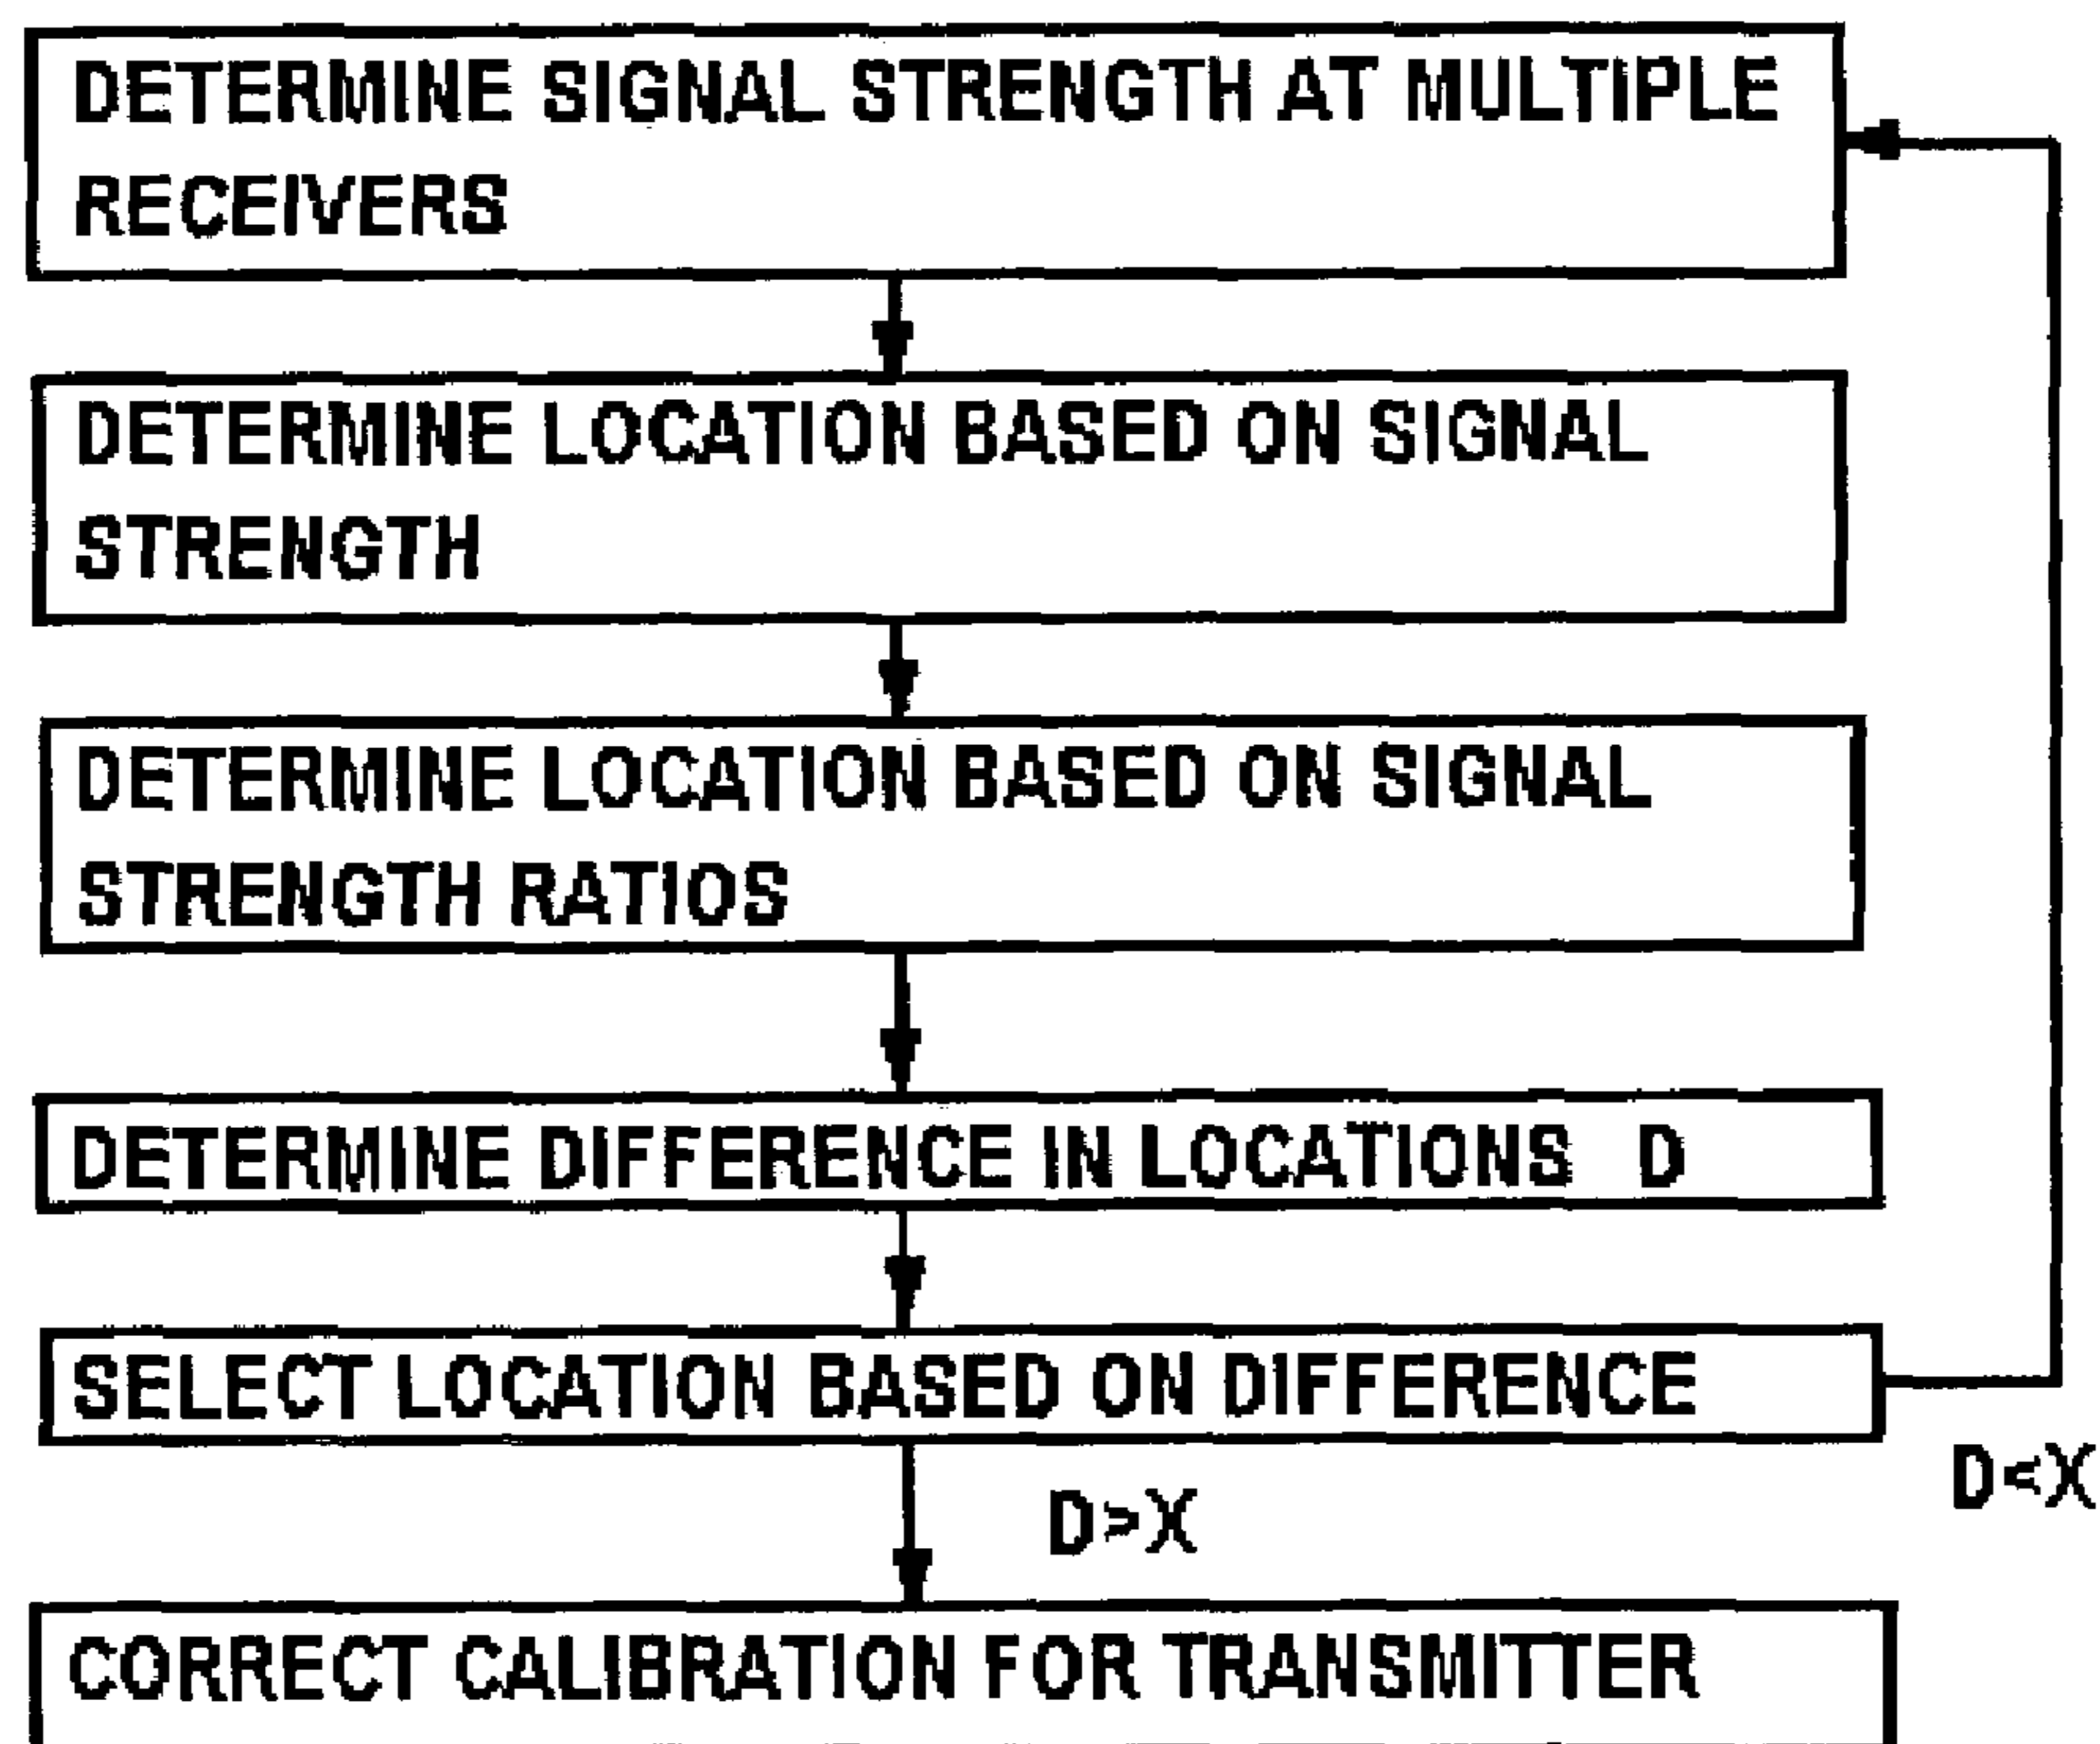 DETERMINE SIGNAL STRENGTH AT MULTIPLE
RECEIVERS
DETERMINE LOCATION BASED ON SIGNAL
STRENGTH
DETERMINE LOCATION BASED ON SIGNAL
STRENGTH RATIOS
DETERMINE DIFFERENCE IN LOCATIONS D
SELECT LOCATION BASED ON DIFFERENCE
D<X
D>X
CORRECT CALIBRATION FOR TRANSMITTER